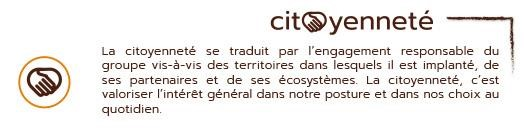 citoyenneté
La citoyenneté se traduit par l'engagement responsable du
groupe vis-à-vis des territoires dans lesquels il est implanté, de
ses partenaires et de ses écosystèmes. La citoyenneté, c'est
valoriser l'intérêt général dans notre posture et dans nos choix au
quotidien.